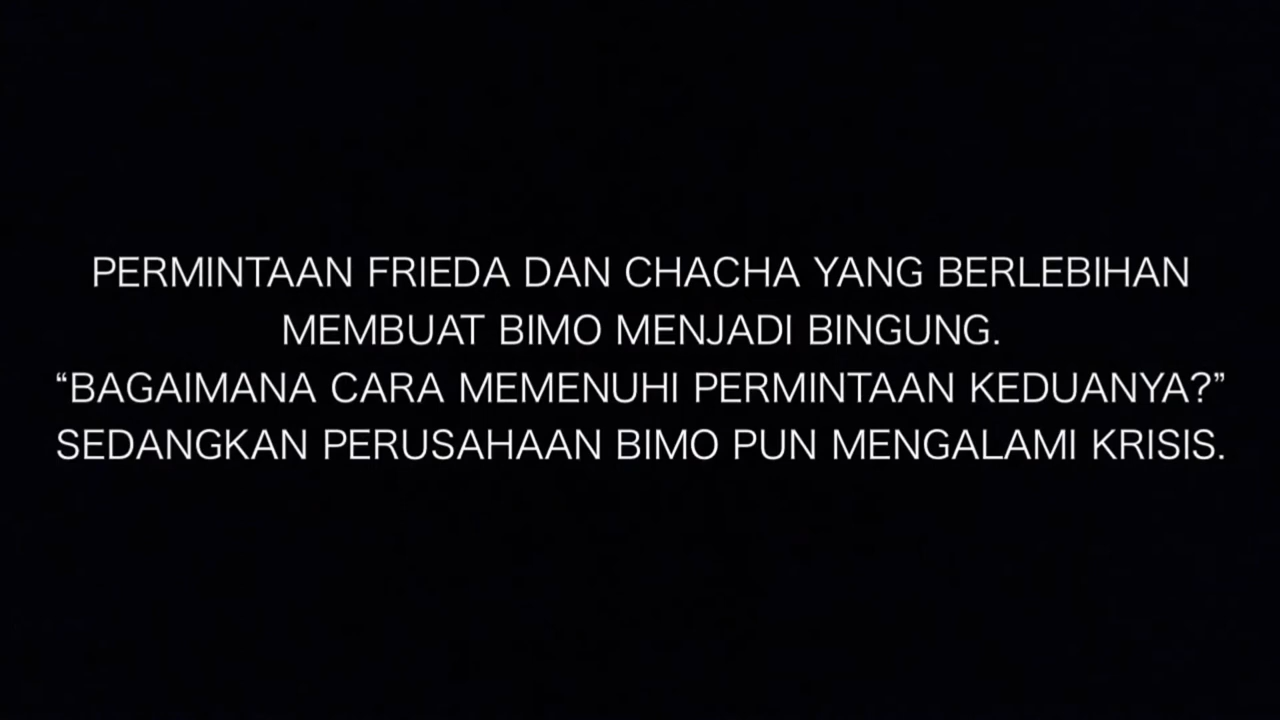 PERMINTAAN FRIEDA DAN CHACHA YANG BERLEBIHAN
MEMBUAT BIMO MENJADI BINGUNG.
“BAGAIMANA CARA MEMENUHI PERMINTAAN KEDUANYA?”
SEDANGKAN PERUSAHAAN BIMO PUN MENGALAMI KRISIS.